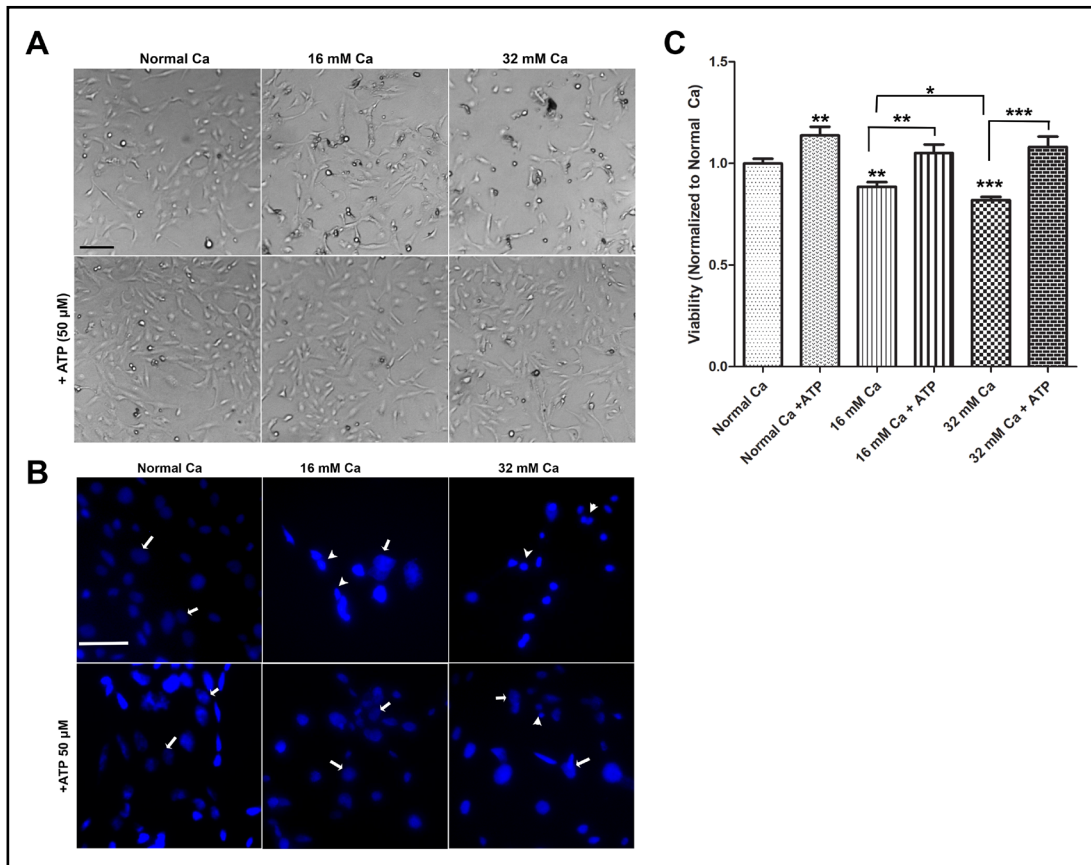 A
Normal Ca
16 mM Ca
32 mM Ca
+ ATP (50 µM)
B
Normal Ca
16 mM Ca
32 mM Ca
+ATP 50 µM
C
Viability (Normalized to Normal Ca)
1.5
1.0
0.5
0.0
**
**
**
*
***
***
Normal Ca
Normal Ca +ATP
16 mM Ca
16 mM Ca + ATP
32 mM Ca
32 mM Ca + ATP